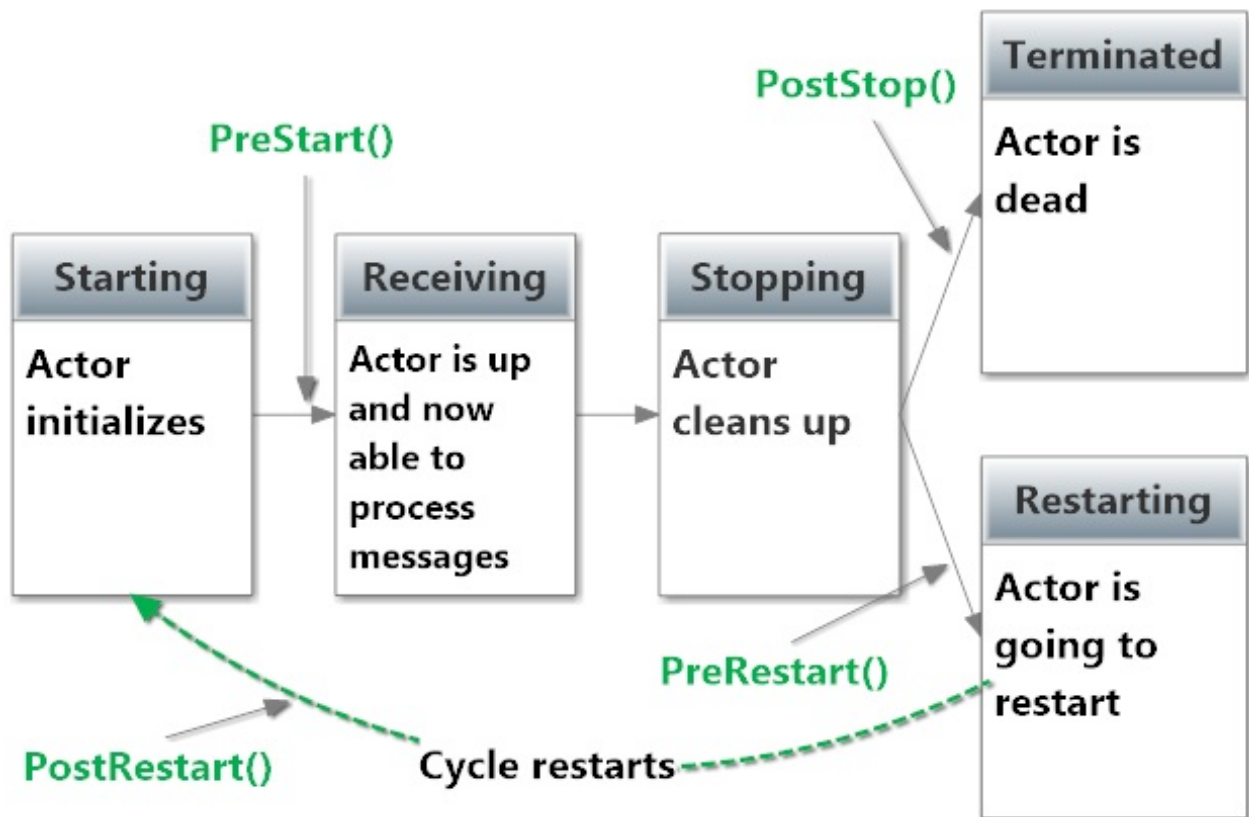 Terminated
PostStop()
Actor is
dead
PreStart()
Starting
Actor
initializes
Receiving
Actor is up
and now
able to
process
messages
Stopping
Actor
cleans up
Restarting
Actor is
going to
restart
PreRestart()
PostRestart()
Cycle restarts